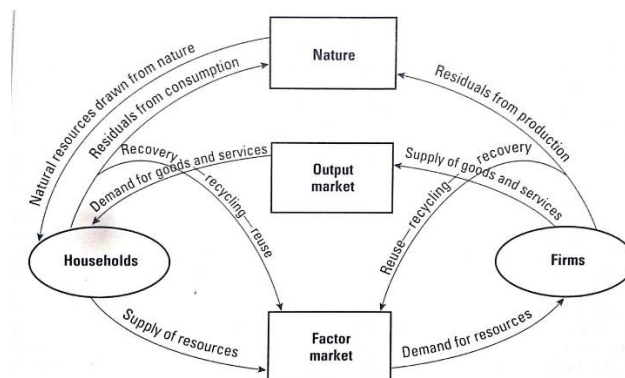 Nature
Natural resources drawn from nature
Residuals from consumption
Residuals from production
Recovery—recycling—reuse
Demand for goods and services
Output
market
Supply of goods and services
Reuse—recycling—recovery
Households
Firms
Supply of resources
Factor
market
Demand for resources